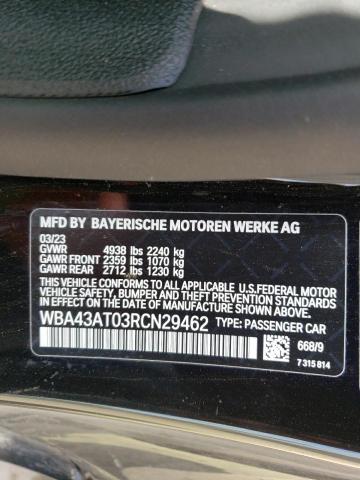 MFD BY BAYERISCHE MOTOREN WERKE AG
03/23
GVWR 4938 lbs 2240 kg
GAWR FRONT 2359 lbs 1070 kg
GAWR REAR 2712 lbs 1230 kg
THIS VEHICLE CONFORMS TO ALL APPLICABLE U.S. FEDERAL MOTOR
VEHICLE SAFETY, BUMPER AND THEFT PREVENTION STANDARDS
IN EFFECT ON THE DATE OF MANUFACTURE SHOWN ABOVE.
WBA43AT03RCN29462 TYPE: PASSENGER CAR
668/9
7 315 814